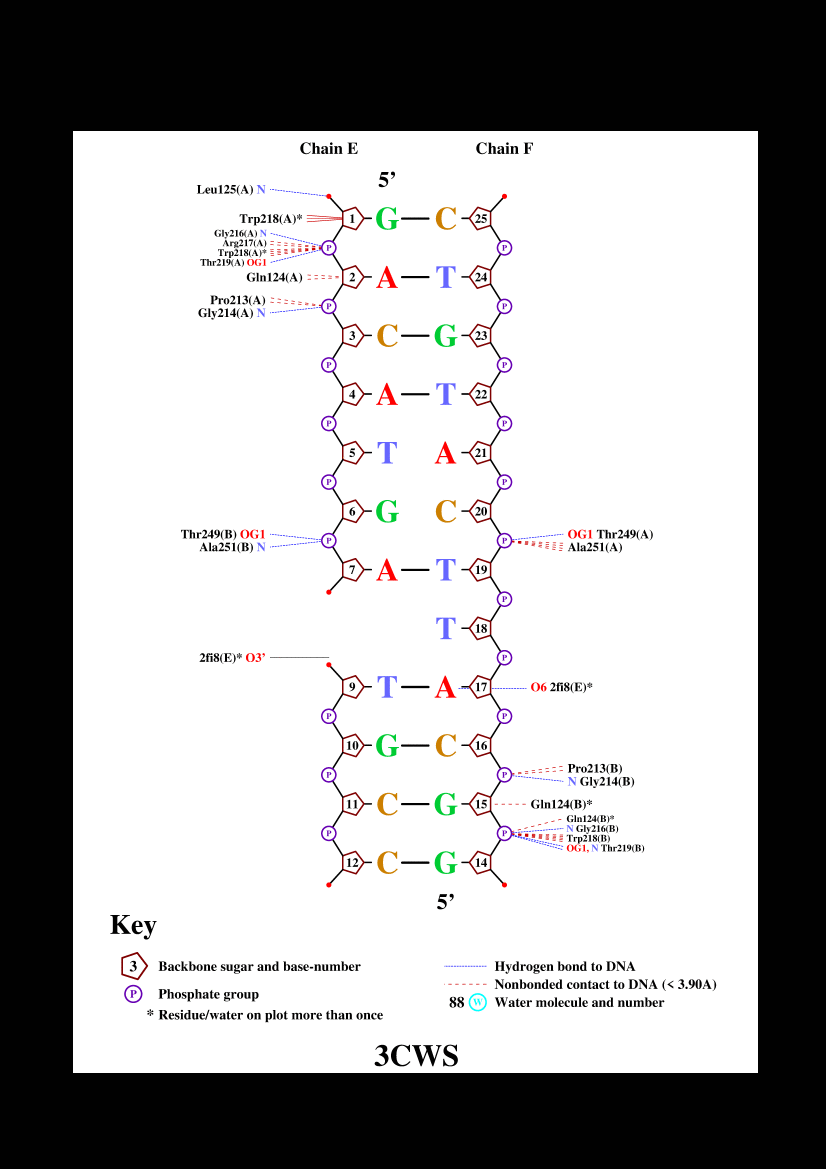 Chain E Chain F
5’
Leu125(A) N
Trp218(A)* 1 G C 25
Gly216(A) N
Arg217(A)
Trp218(A)*
Thr219(A) OG1
P P
Gln124(A) 2 A T 24
Pro213(A)
Gly214(A) N
P P
3 C G 23
P P
4 A T 22
P P
5 T A 21
P P
6 G C 20
Thr249(B) OG1 P P OG1 Thr249(A)
Ala251(B) N Ala251(A)
7 A T 19
P
T 18
2fi8(E)* O3’ P
9 T A 17 O6 2fi8(E)*
P P
10 G C 16
Pro213(B)
P P
N Gly214(B)
11 C G 15 Gln124(B)*
Gln124(B)*
N Gly216(B)
P P
Trp218(B)
OG1, N Thr219(B)
12 C G 14
5’
Key
3 Backbone sugar and base-number
P Phosphate group
* Residue/water on plot more than once
Hydrogen bond to DNA
Nonbonded contact to DNA (< 3.90A)
88 W Water molecule and number
3CWS